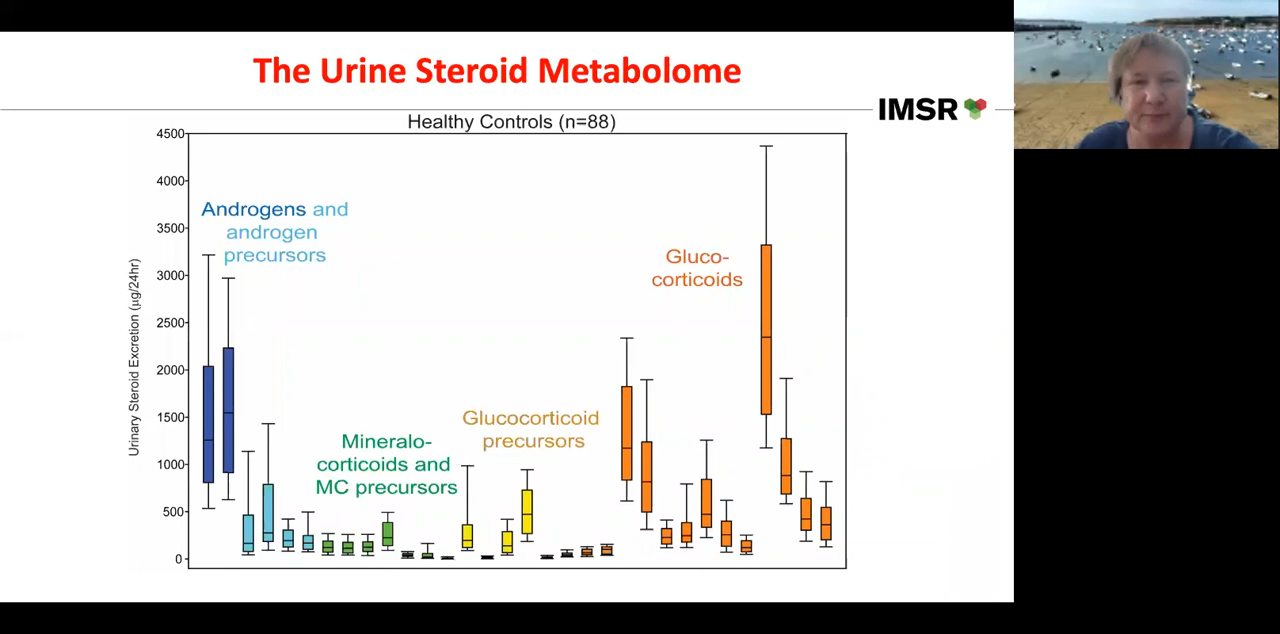 The Urine Steroid Metabolome
IMSR
Healthy Controls (n=88)
4500
4000
3500
3000
2500
2000
1500
1000
500
0
Urinary Steroid Excretion (µg/24hr)
Androgens and
androgen
precursors
Mineralo-
corticoids and
MC precursors
Glucocorticoid
precursors
Gluco-
corticoids